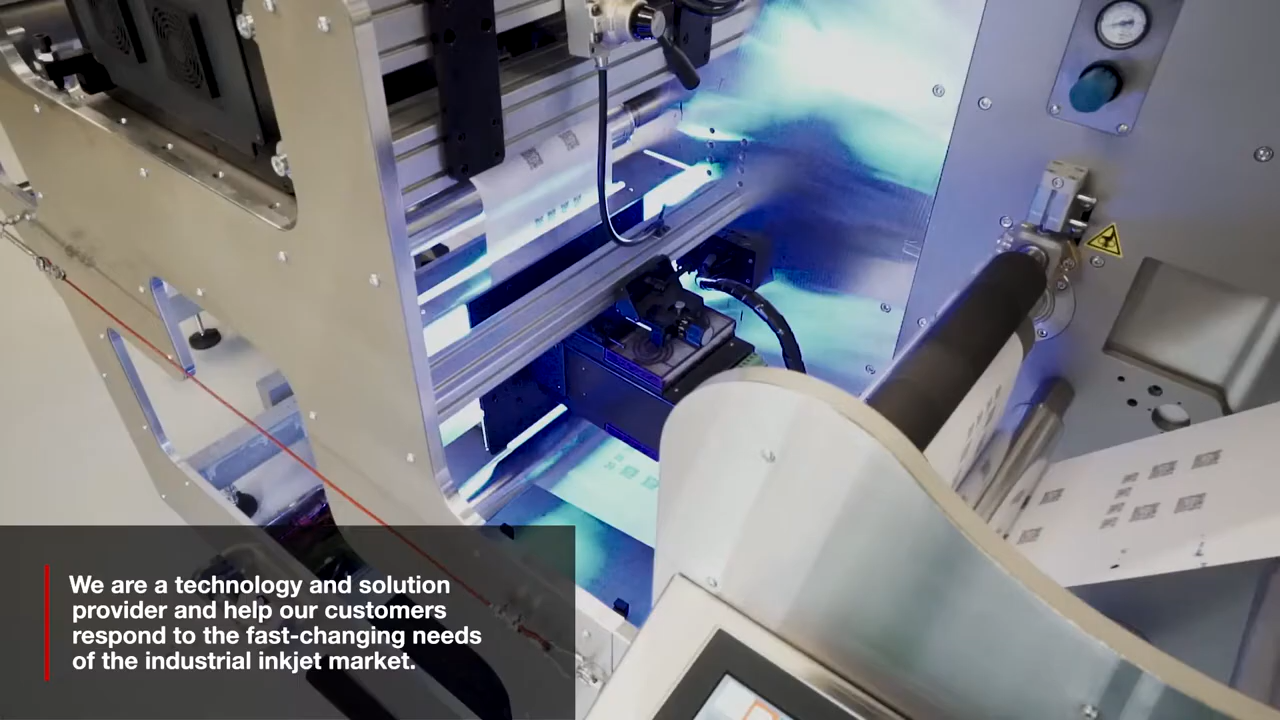 We are a technology and solution
provider and help our customers
respond to the fast-changing needs
of the industrial inkjet market.